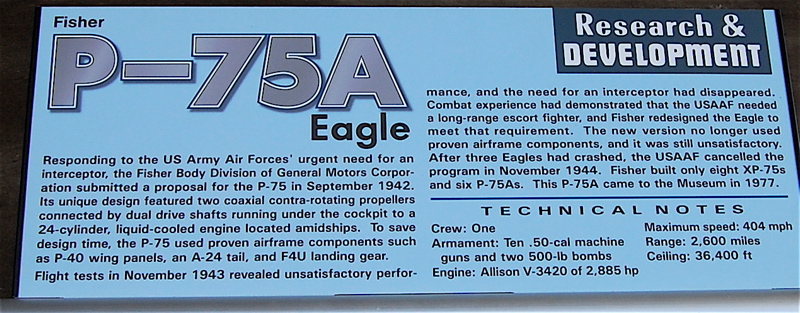 Fisher
P-75A
Eagle
Research &
DEVELOPMENT
Responding to the US Army Air Forces' urgent need for an
interceptor, the Fisher Body Division of General Motors Corpor-
ation submitted a proposal for the P-75 in September 1942.
Its unique design featured two coaxial contra-rotating propellers
connected by dual drive shafts running under the cockpit to a
24-cylinder, liquid-cooled engine located amidships. To save
design time, the P-75 used proven airframe components such
as P-40 wing panels, an A-24 tail, and F4U landing gear.
Flight tests in November 1943 revealed unsatisfactory perfor-
mance, and the need for an interceptor had disappeared.
Combat experience had demonstrated that the USAAF needed
a long-range escort fighter, and Fisher redesigned the Eagle to
meet that requirement. The new version no longer used
proven airframe components, and it was still unsatisfactory.
After three Eagles had crashed, the USAAF cancelled the
program in November 1944. Fisher built only eight XP-75s
and six P-75As. This P-75A came to the Museum in 1977.
TECHNICAL NOTES
Crew: One
Armament: Ten .50-cal machine
guns and two 500-lb bombs
Engine: Allison V-3420 of 2,885 hp
Maximum speed: 404 mph
Range: 2,600 miles
Ceiling: 36,400 ft